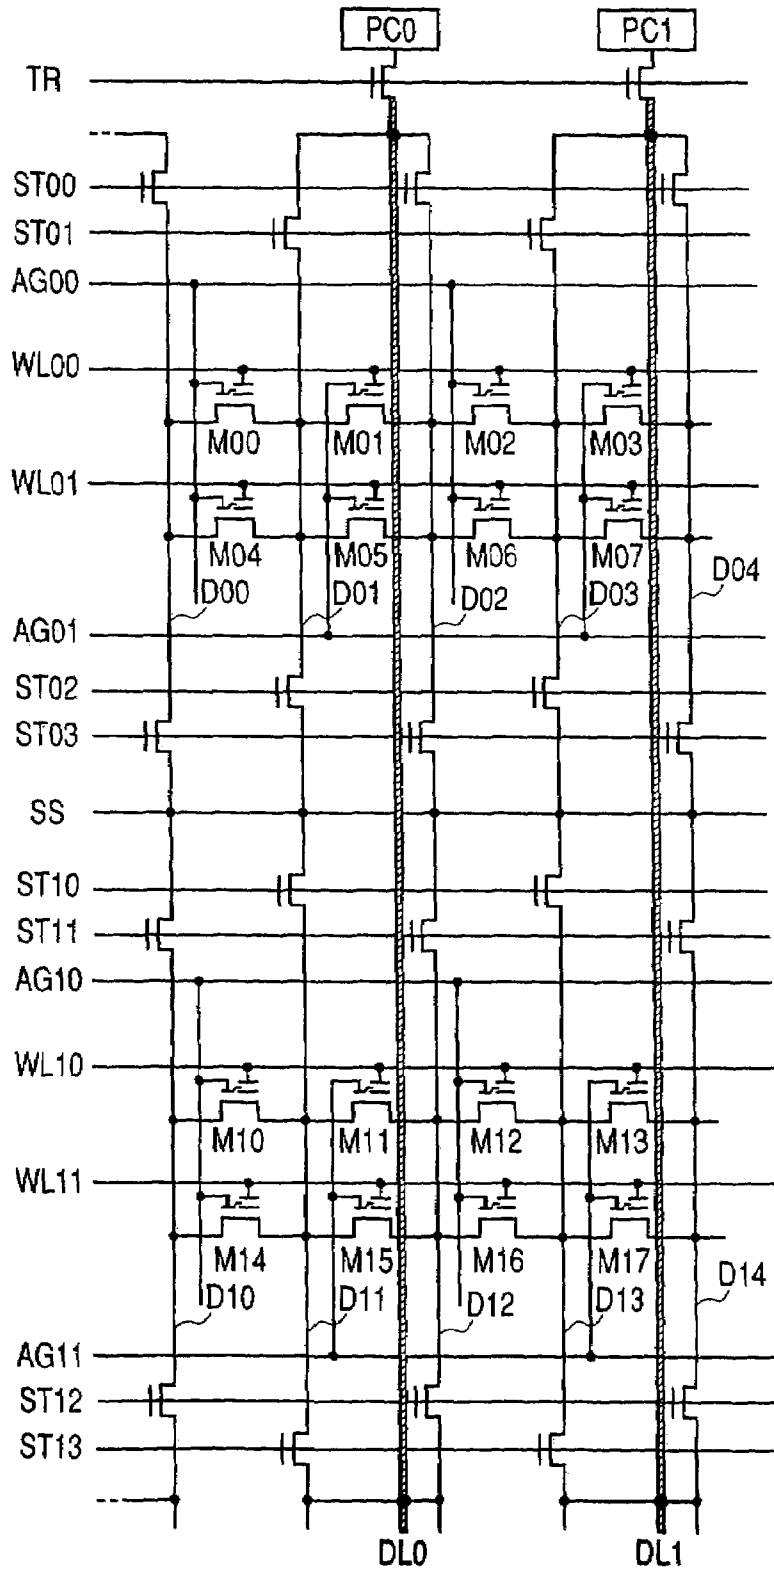 PC0 PC1
TR
ST00
ST01
AG00
WL00
M00 M01 M02 M03
WL01
M04 M05 M06 M07
D00 D01 D02 D03 D04
AG01
ST02
ST03
SS
ST10
ST11
AG10
WL10
M10 M11 M12 M13
WL11
M14 M15 M16 M17
D10 D11 D12 D13 D14
AG11
ST12
ST13
DL0 DL1